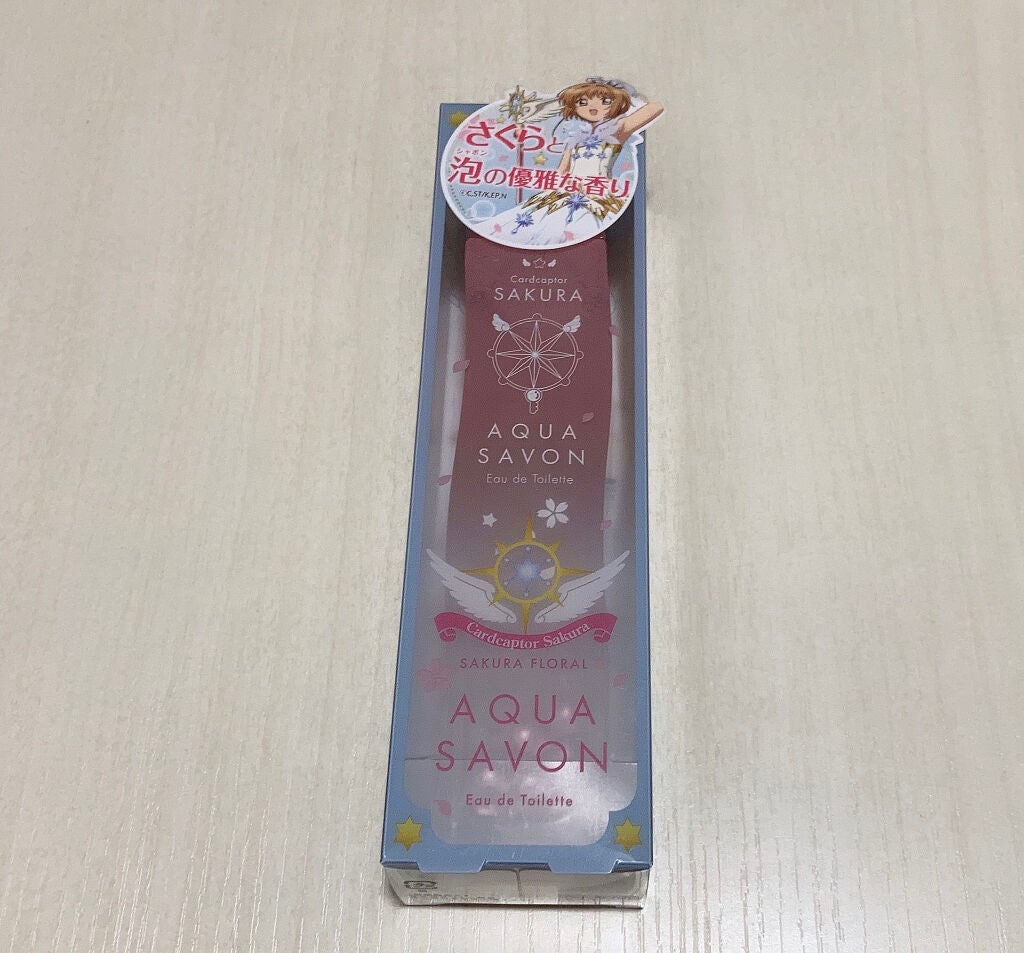 さくらと
シャボン
泡の優雅な香り
©C,ST/K,EP,N
Cardcaptor
SAKURA
AQUA
SAVON
Eau de Toilette
Cardcaptor Sakura
SAKURA FLORAL
AQUA
SAVON
Eau de Toilette